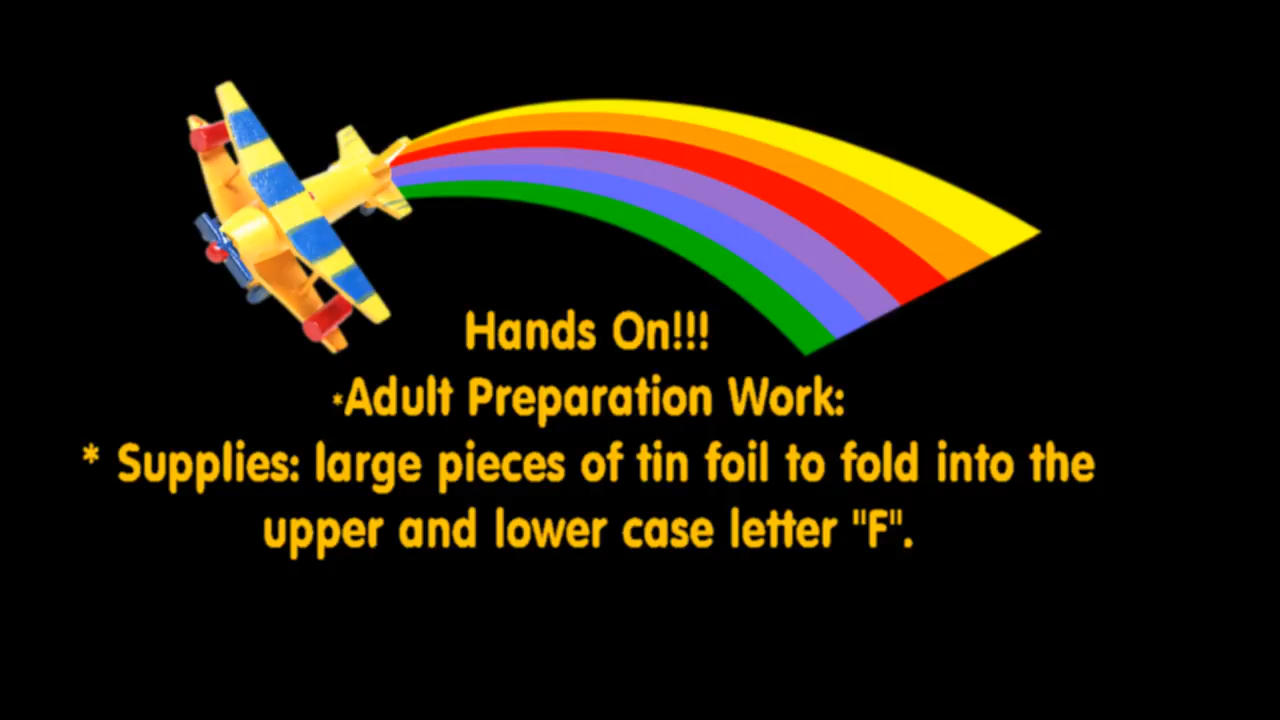 Hands On!!!
*Adult Preparation Work:
* Supplies: large pieces of tin foil to fold into the
upper and lower case letter "F".